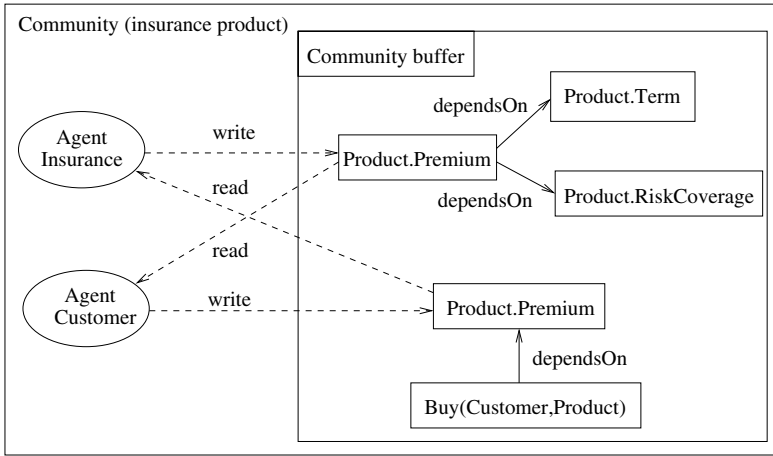 Community (insurance product)
Community buffer
Product.Term
dependsOn
Agent
Insurance
write
Product.Premium
dependsOn
Product.RiskCoverage
read
read
Agent
Customer
write
Product.Premium
dependsOn
Buy(Customer,Product)